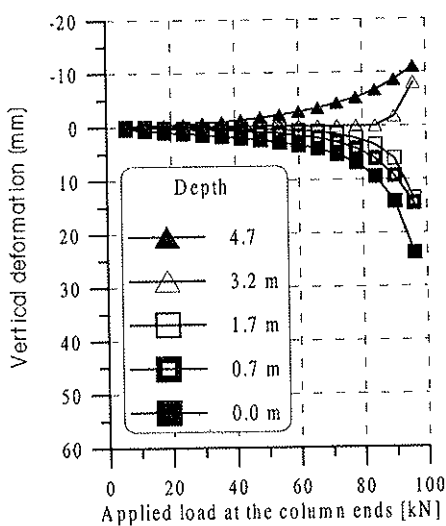 -20
-10
0
10
20
30
40
50
60
Vertical deformation [mm]
Depth
4.7
3.2 m
1.7 m
0.7 m
0.0 m
0 20 40 60 80 100
Applied load at the column ends [kN]